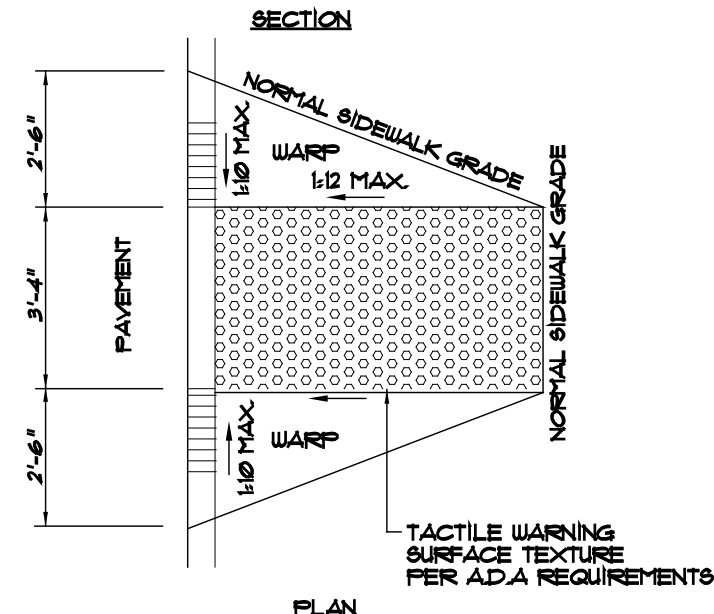 SECTION
NORMAL SIDEWALK GRADE
2'-6"
1:10 MAX.
WARP
1:12 MAX.
NORMAL SIDEWALK GRADE
3'-4"
PAVEMENT
2'-6"
1:10 MAX.
WARP
TACTILE WARNING
SURFACE TEXTURE
PER A.D.A REQUIREMENTS
PLAN